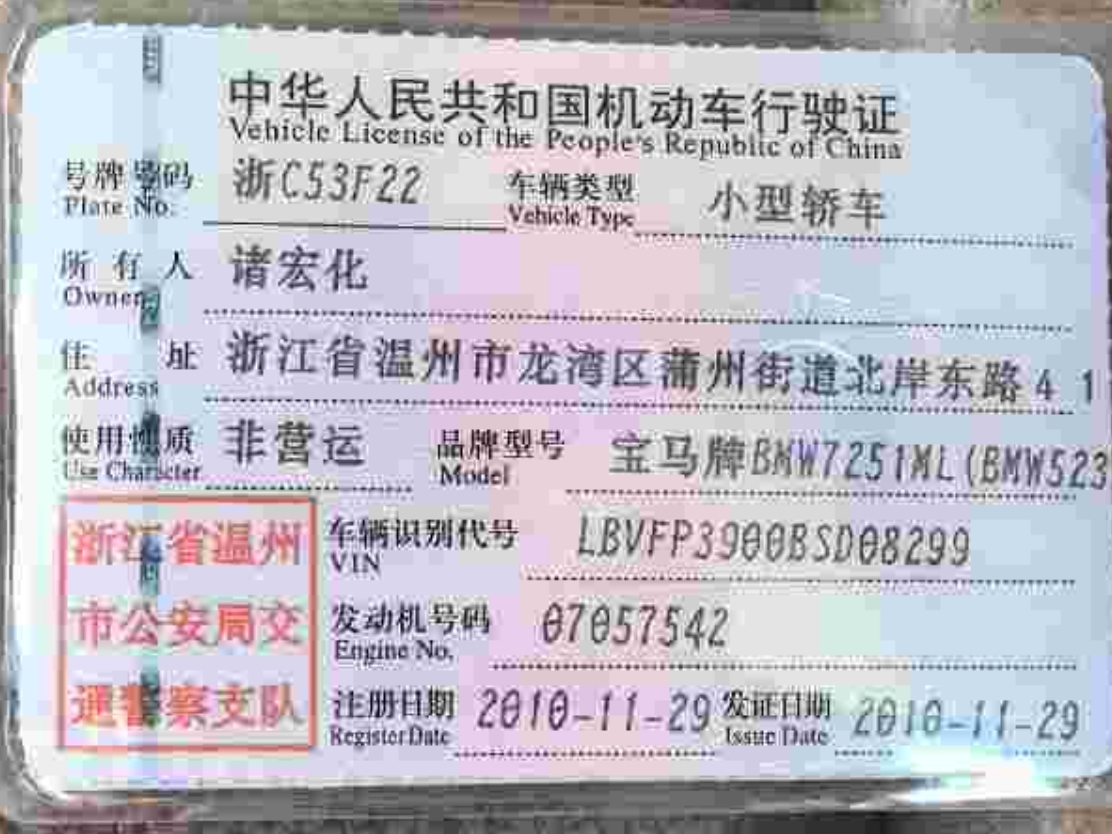 中华人民共和国机动车行驶证
Vehicle License of the People's Republic of China
号牌号码 浙C53F22 车辆类型 小型轿车
Plate No. Vehicle Type
所有人 诸宏化
Owner
住址 浙江省温州市龙湾区蒲州街道北岸东路41
Address
使用性质 非营运 品牌型号 宝马牌BMW7251ML(BMW523
Use Character Model
浙江省温州 车辆识别代号 LBVFP3900BSD08299
VIN
市公安局交 发动机号码 07057542
Engine No.
通警察支队 注册日期 2010-11-29 发证日期 2010-11-29
Register Date Issue Date